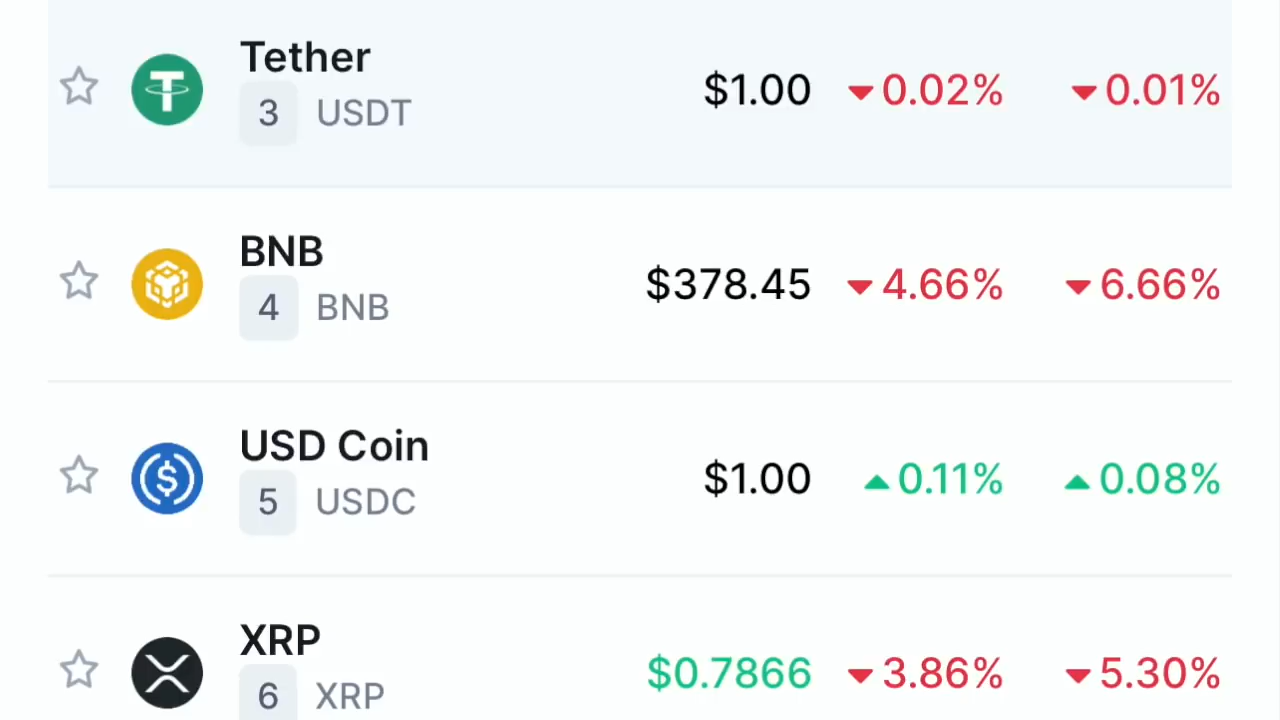 Tether
3 USDT $1.00 0.02% 0.01%
BNB
4 BNB $378.45 4.66% 6.66%
USD Coin
5 USDC $1.00 0.11% 0.08%
XRP
6 XRP $0.7866 3.86% 5.30%